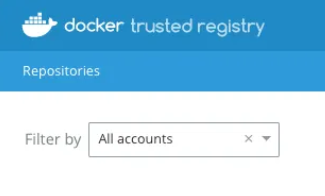 docker trusted registry
Repositories
Filter by All accounts